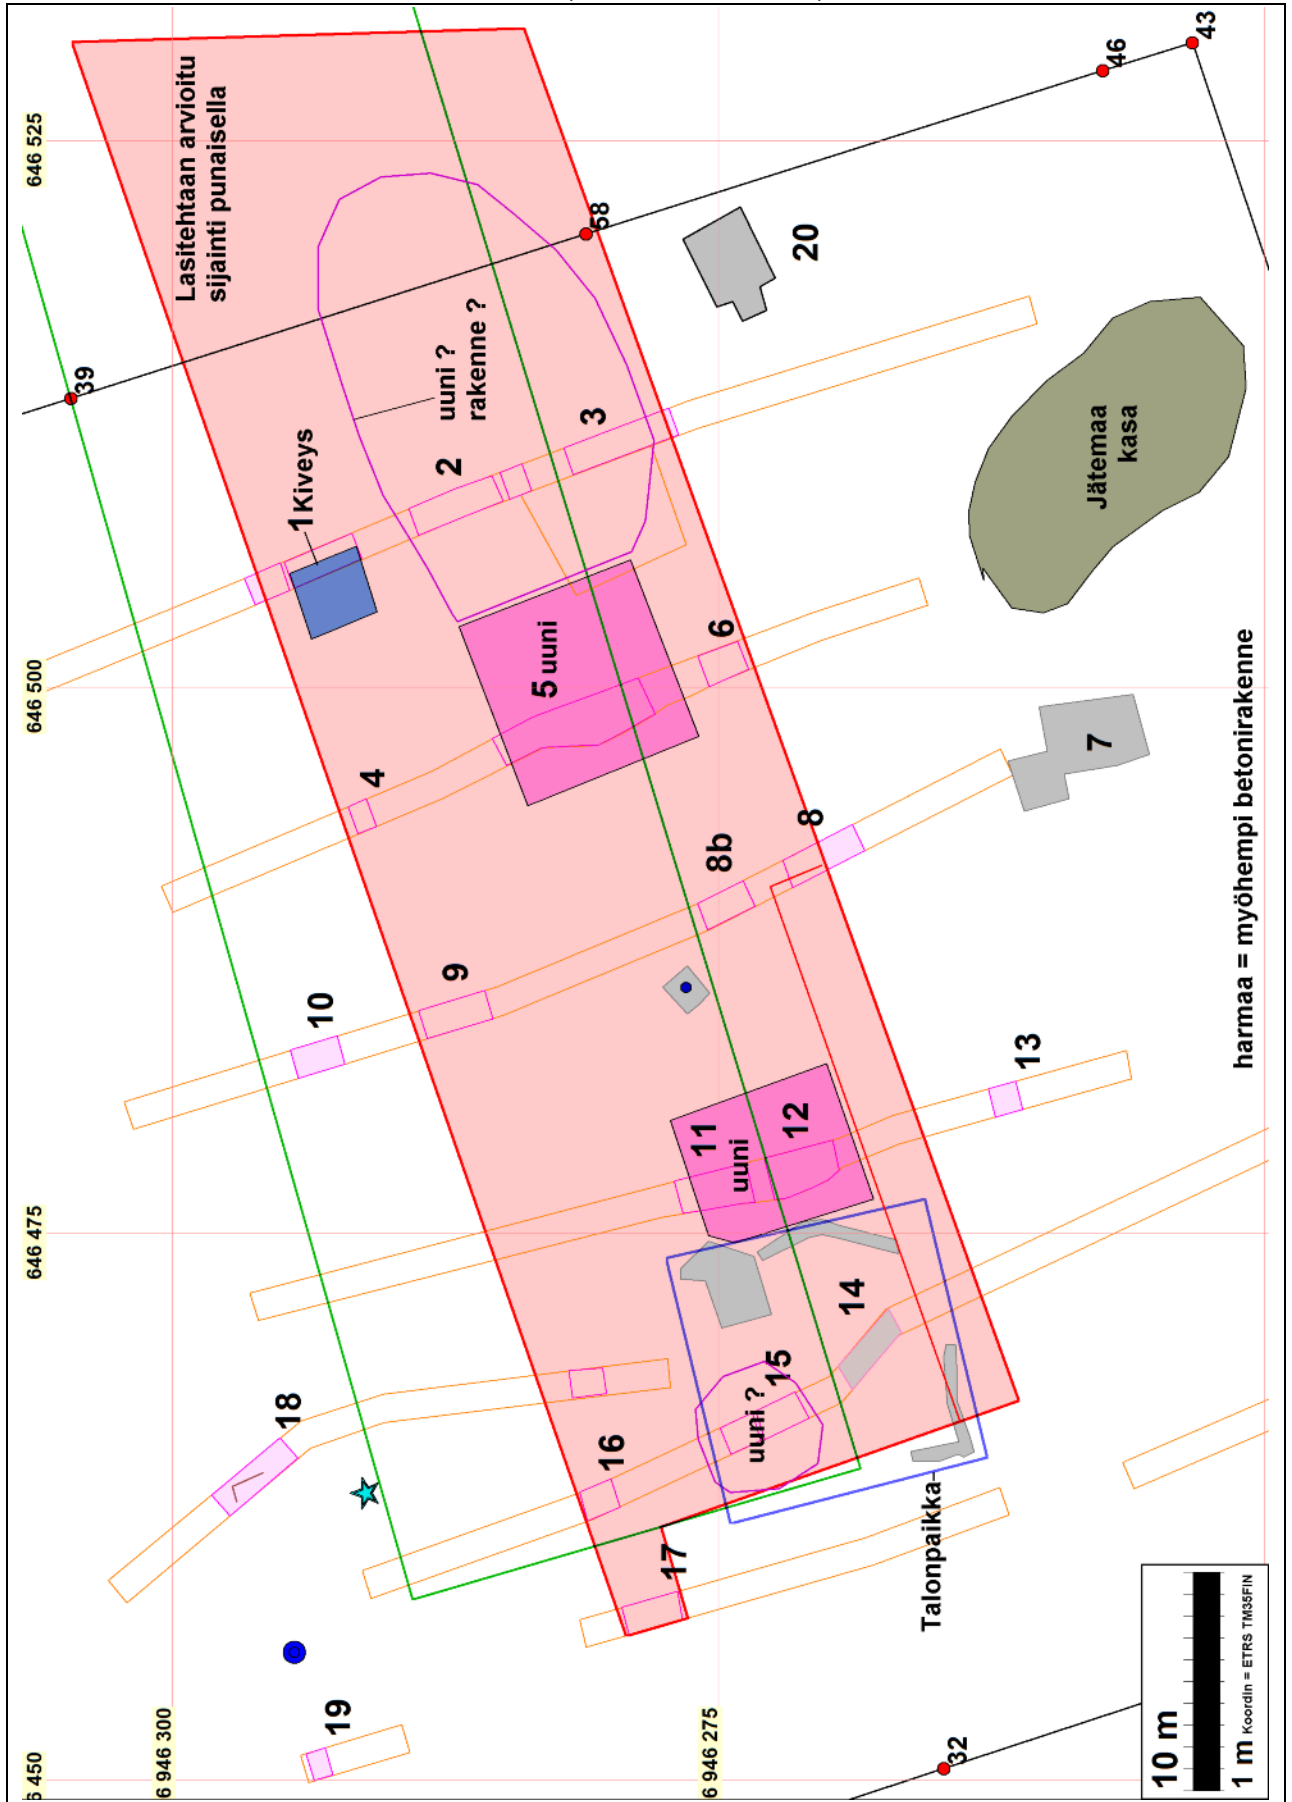 646 525
646 500
646 475
6 450
6 946 300
6 946 275
Lasitehtaan arvioitu
sijainti punaisella
39
58
46
43
32
uuni ?
rakenne ?
1 Kiveys
2
3
4
5 uuni
6
7
8
8b
9
10
11
uuni
12
13
14
15
uuni ?
16
17
18
19
20
Jätemaa
kasa
Talonpaikka
harmaa = myöhempi betonirakenne
10 m
1 m Koordin = ETRS TM35FIN